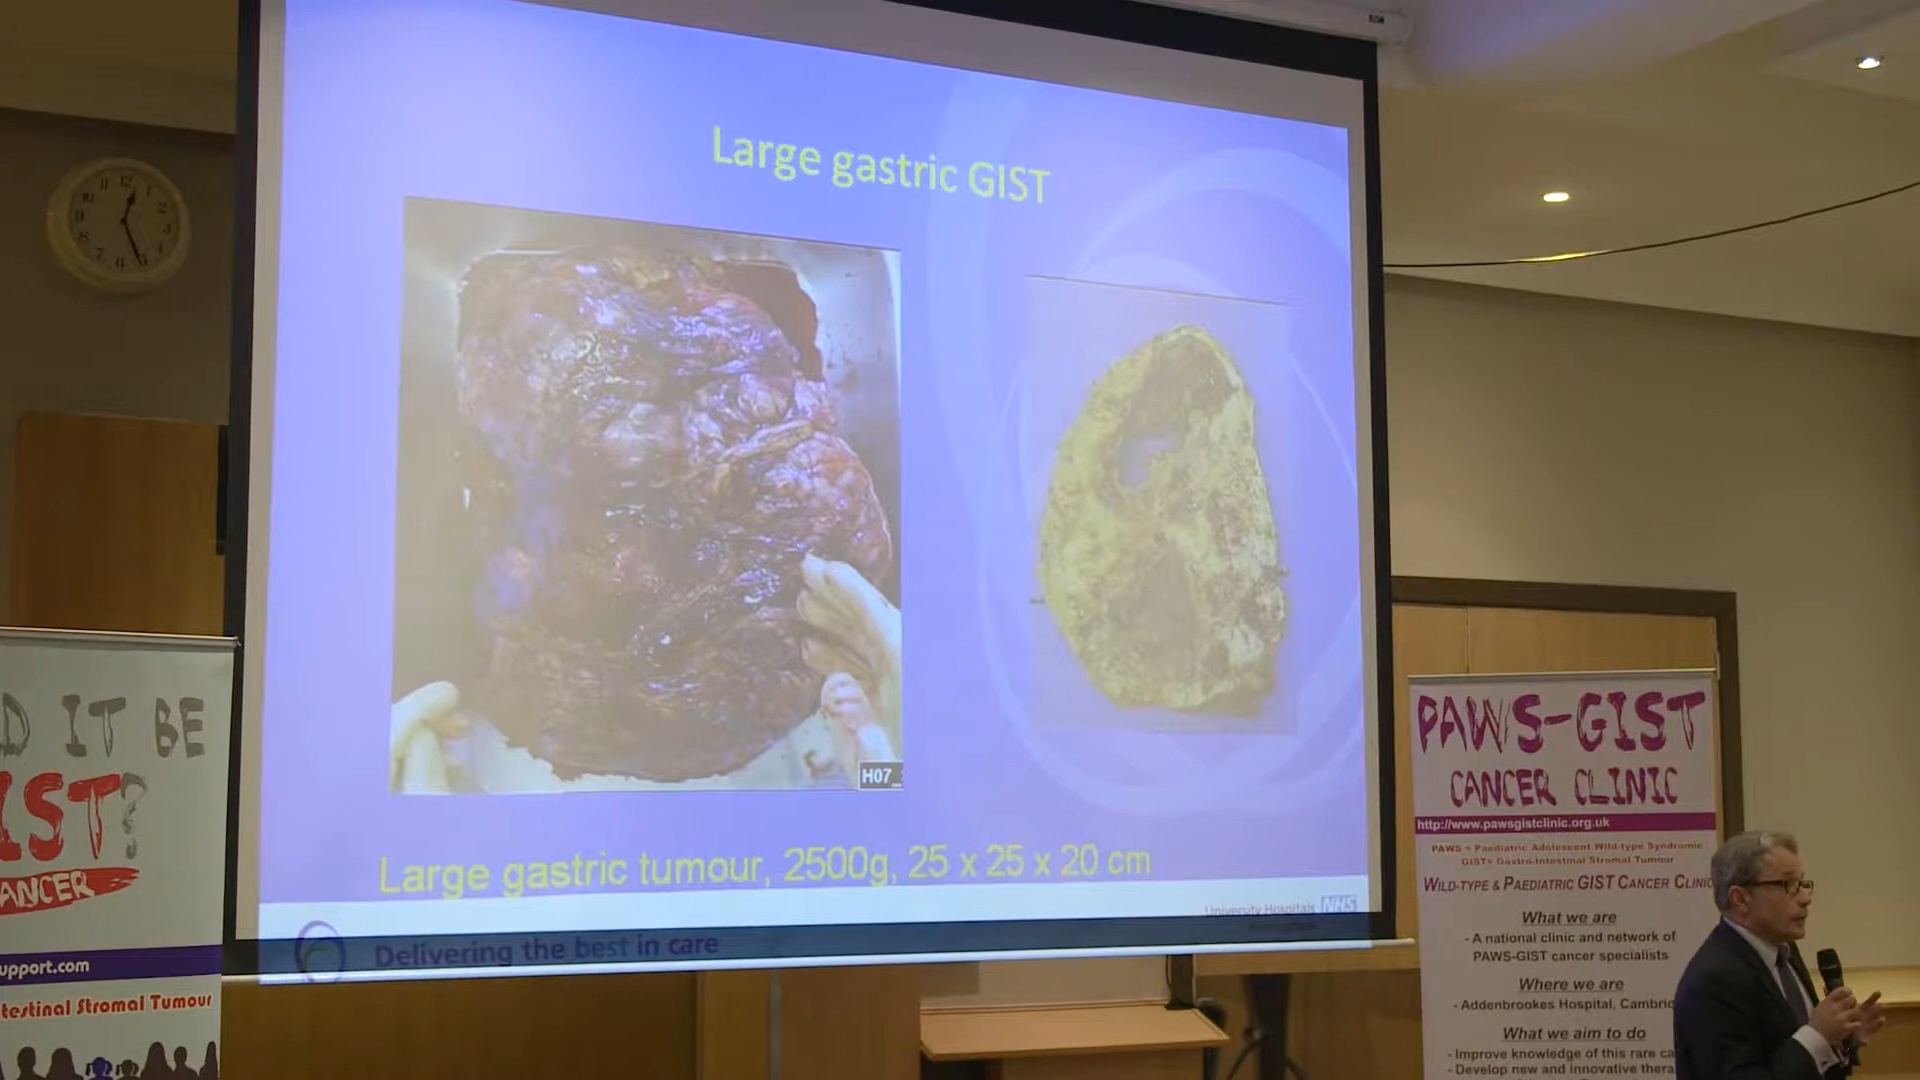 Large gastric GIST
H07_
Large gastric tumour, 2500g, 25 x 25 x 20 cm
University Hospitals NHS
Delivering the best in care
D IT BE
IST?
ANCER
upport.com
testinal Stromal Tumour
PAWS-GIST
CANCER CLINIC
http://www.pawsgistclinic.org.uk
PAWS = Paediatric Adolescent Wild-type Syndromic
GIST= Gastro-Intestinal Stromal Tumour
WILD-TYPE & PAEDIATRIC GIST CANCER CLINIC
What we are
- A national clinic and network of
PAWS-GIST cancer specialists
Where we are
- Addenbrookes Hospital, Cambrid
What we aim to do
- Improve knowledge of this rare ca
- Develop new and innovative thera